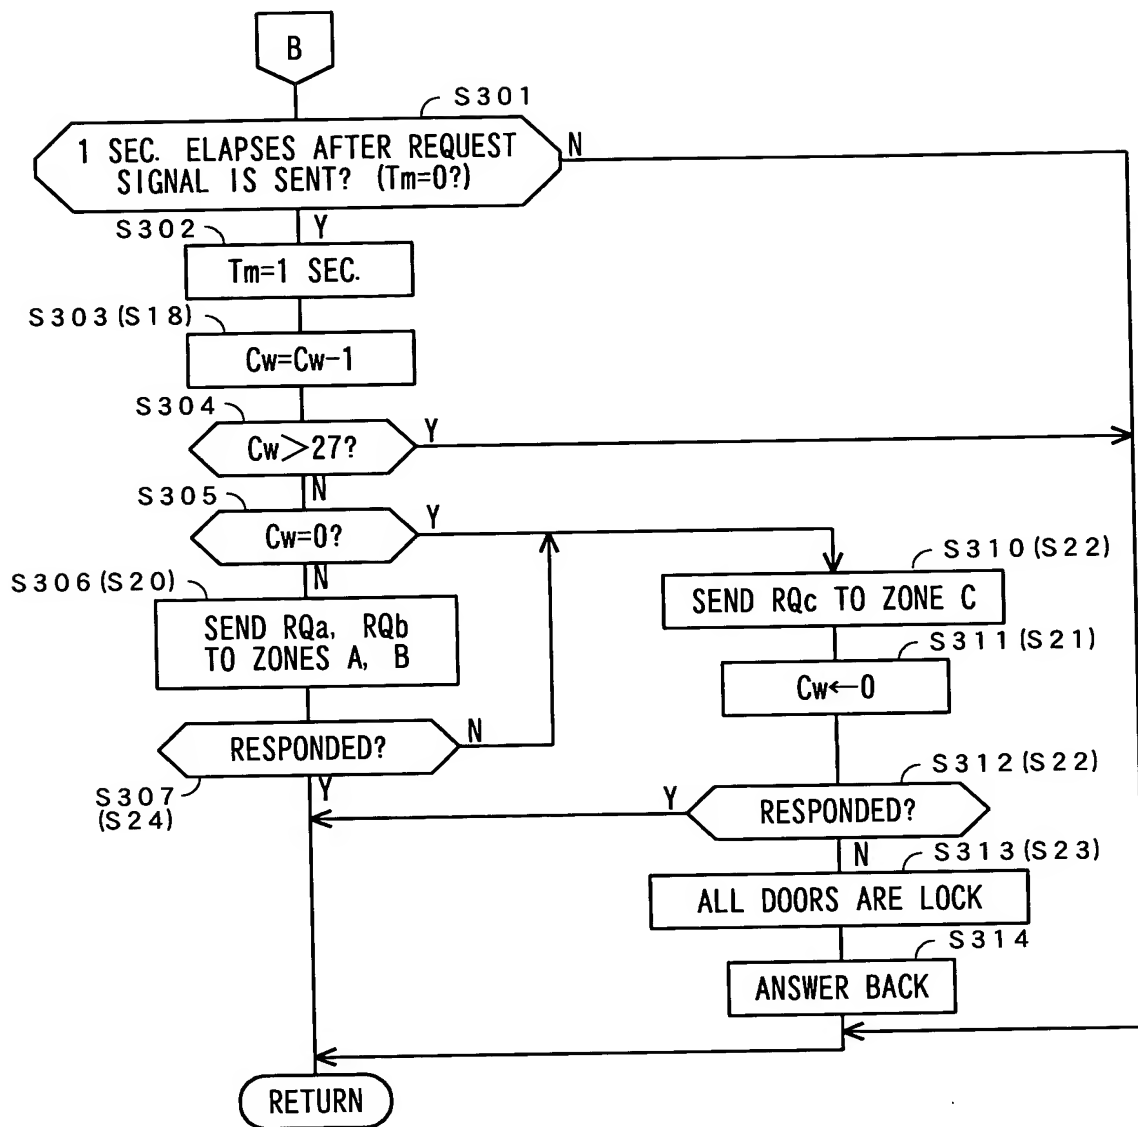 B
S301
1 SEC. ELAPSES AFTER REQUEST
SIGNAL IS SENT? (Tm=0?)
N
S302
Y
Tm=1 SEC.
S303(S18)
Cw=Cw-1
S304
Cw>27?
Y
N
S305
Cw=0?
Y
N
S306(S20)
SEND RQa, RQb
TO ZONES A, B
S310(S22)
SEND RQc TO ZONE C
S311(S21)
Cw←0
RESPONDED?
N
Y
S307
(S24)
S312(S22)
RESPONDED?
Y
N
S313(S23)
ALL DOORS ARE LOCK
S314
ANSWER BACK
RETURN